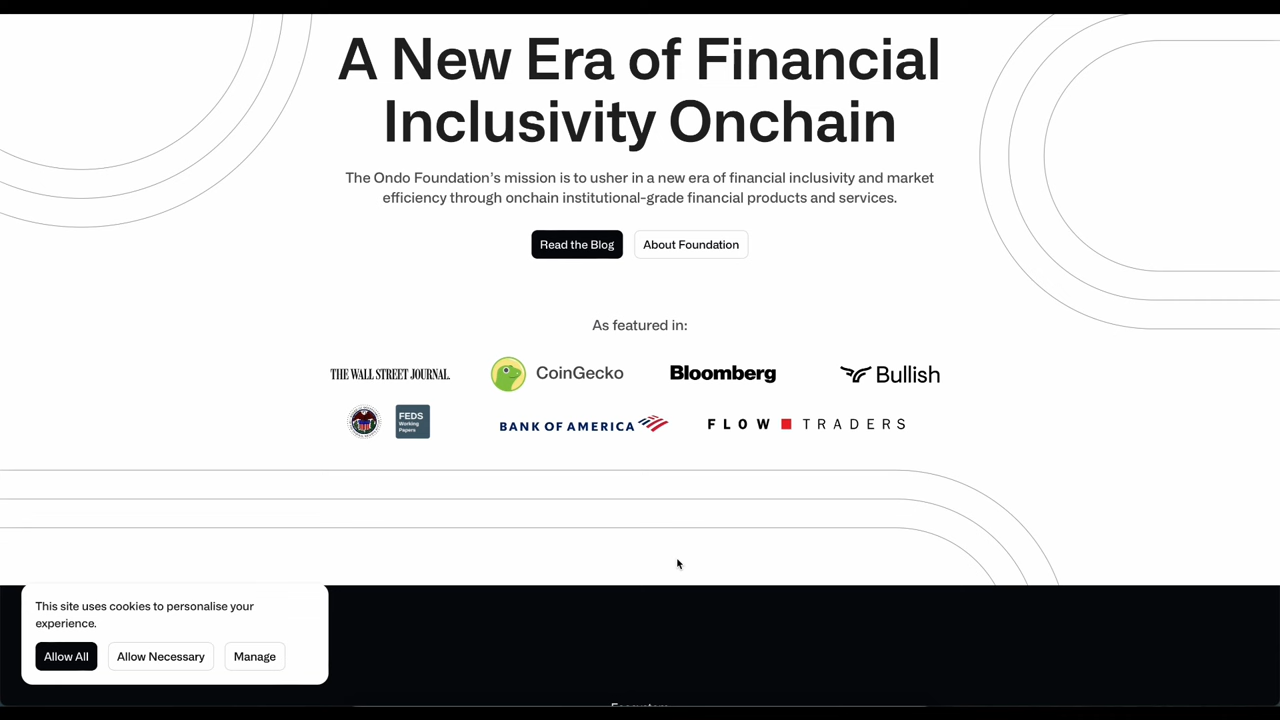 A New Era of Financial
Inclusivity Onchain
The Ondo Foundation’s mission is to usher in a new era of financial inclusivity and market
efficiency through onchain institutional-grade financial products and services.
Read the Blog
About Foundation
As featured in:
THE WALL STREET JOURNAL.
CoinGecko
Bloomberg
Bullish
FEDS
Working
Papers
BANK OF AMERICA
FLOW TRADERS
This site uses cookies to personalise your
experience.
Allow All
Allow Necessary
Manage